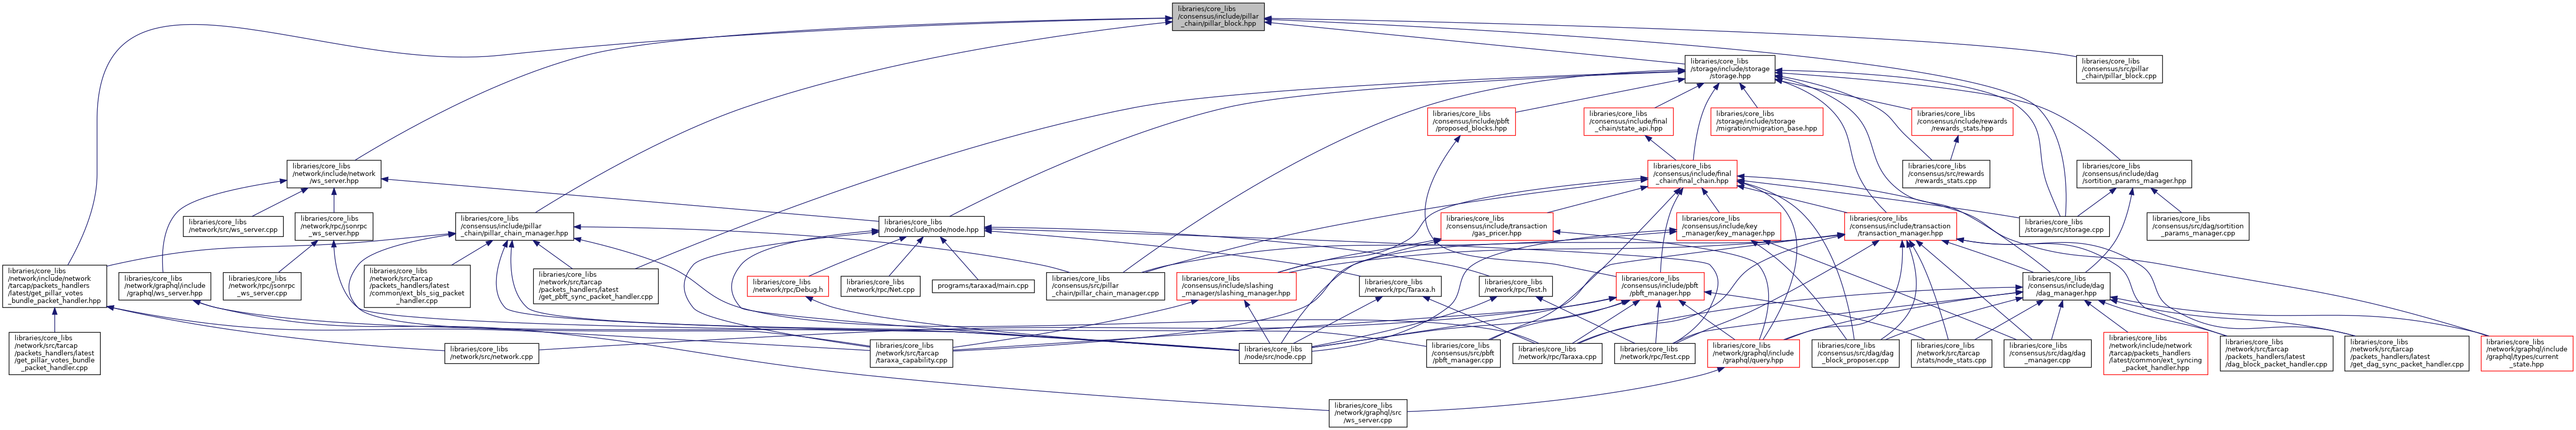 libraries/core_libs
/consensus/include/pillar
_chain/pillar_block.hpp
libraries/core_libs
/storage/include/storage
/storage.hpp
libraries/core_libs
/consensus/src/pillar
_chain/pillar_block.cpp
libraries/core_libs
/consensus/include/pbft
/proposed_blocks.hpp
libraries/core_libs
/consensus/include/final
_chain/state_api.hpp
libraries/core_libs
/storage/include/storage
/migration/migration_base.hpp
libraries/core_libs
/consensus/include/rewards
/rewards_stats.hpp
libraries/core_libs
/network/include/network
/ws_server.hpp
libraries/core_libs
/consensus/include/final
_chain/final_chain.hpp
libraries/core_libs
/consensus/src/rewards
/rewards_stats.cpp
libraries/core_libs
/consensus/include/dag
/sortition_params_manager.hpp
libraries/core_libs
/network/src/ws_server.cpp
libraries/core_libs
/network/rpc/jsonrpc
_ws_server.hpp
libraries/core_libs
/consensus/include/pillar
_chain/pillar_chain_manager.hpp
libraries/core_libs
/node/include/node/node.hpp
libraries/core_libs
/consensus/include/transaction
/gas_pricer.hpp
libraries/core_libs
/consensus/include/key
_manager/key_manager.hpp
libraries/core_libs
/consensus/include/transaction
/transaction_manager.hpp
libraries/core_libs
/storage/src/storage.cpp
libraries/core_libs
/consensus/src/dag/sortition
_params_manager.cpp
libraries/core_libs
/network/include/network
/tarcap/packets_handlers
/latest/get_pillar_votes
_bundle_packet_handler.hpp
libraries/core_libs
/network/graphql/include
/graphql/ws_server.hpp
libraries/core_libs
/network/rpc/jsonrpc
_ws_server.cpp
libraries/core_libs
/network/src/tarcap
/packets_handlers/latest
/common/ext_bls_sig_packet
_handler.cpp
libraries/core_libs
/network/src/tarcap
/packets_handlers/latest
/get_pbft_sync_packet_handler.cpp
libraries/core_libs
/network/rpc/Debug.h
libraries/core_libs
/network/rpc/Net.cpp
programs/taraxad/main.cpp
libraries/core_libs
/consensus/src/pillar
_chain/pillar_chain_manager.cpp
libraries/core_libs
/consensus/include/slashing
_manager/slashing_manager.hpp
libraries/core_libs
/network/rpc/Taraxa.h
libraries/core_libs
/network/rpc/Test.h
libraries/core_libs
/consensus/include/pbft
/pbft_manager.hpp
libraries/core_libs
/consensus/include/dag
/dag_manager.hpp
libraries/core_libs
/network/src/tarcap
/packets_handlers/latest
/get_pillar_votes_bundle
_packet_handler.cpp
libraries/core_libs
/network/src/network.cpp
libraries/core_libs
/network/src/tarcap
/taraxa_capability.cpp
libraries/core_libs
/node/src/node.cpp
libraries/core_libs
/consensus/src/pbft
/pbft_manager.cpp
libraries/core_libs
/network/rpc/Taraxa.cpp
libraries/core_libs
/network/rpc/Test.cpp
libraries/core_libs
/network/graphql/include
/graphql/query.hpp
libraries/core_libs
/consensus/src/dag/dag
_block_proposer.cpp
libraries/core_libs
/network/src/tarcap
/stats/node_stats.cpp
libraries/core_libs
/consensus/src/dag/dag
_manager.cpp
libraries/core_libs
/network/include/network
/tarcap/packets_handlers
/latest/common/ext_syncing
_packet_handler.hpp
libraries/core_libs
/network/src/tarcap
/packets_handlers/latest
/dag_block_packet_handler.cpp
libraries/core_libs
/network/src/tarcap
/packets_handlers/latest
/get_dag_sync_packet_handler.cpp
libraries/core_libs
/network/graphql/include
/graphql/types/current
_state.hpp
libraries/core_libs
/network/graphql/src
/ws_server.cpp